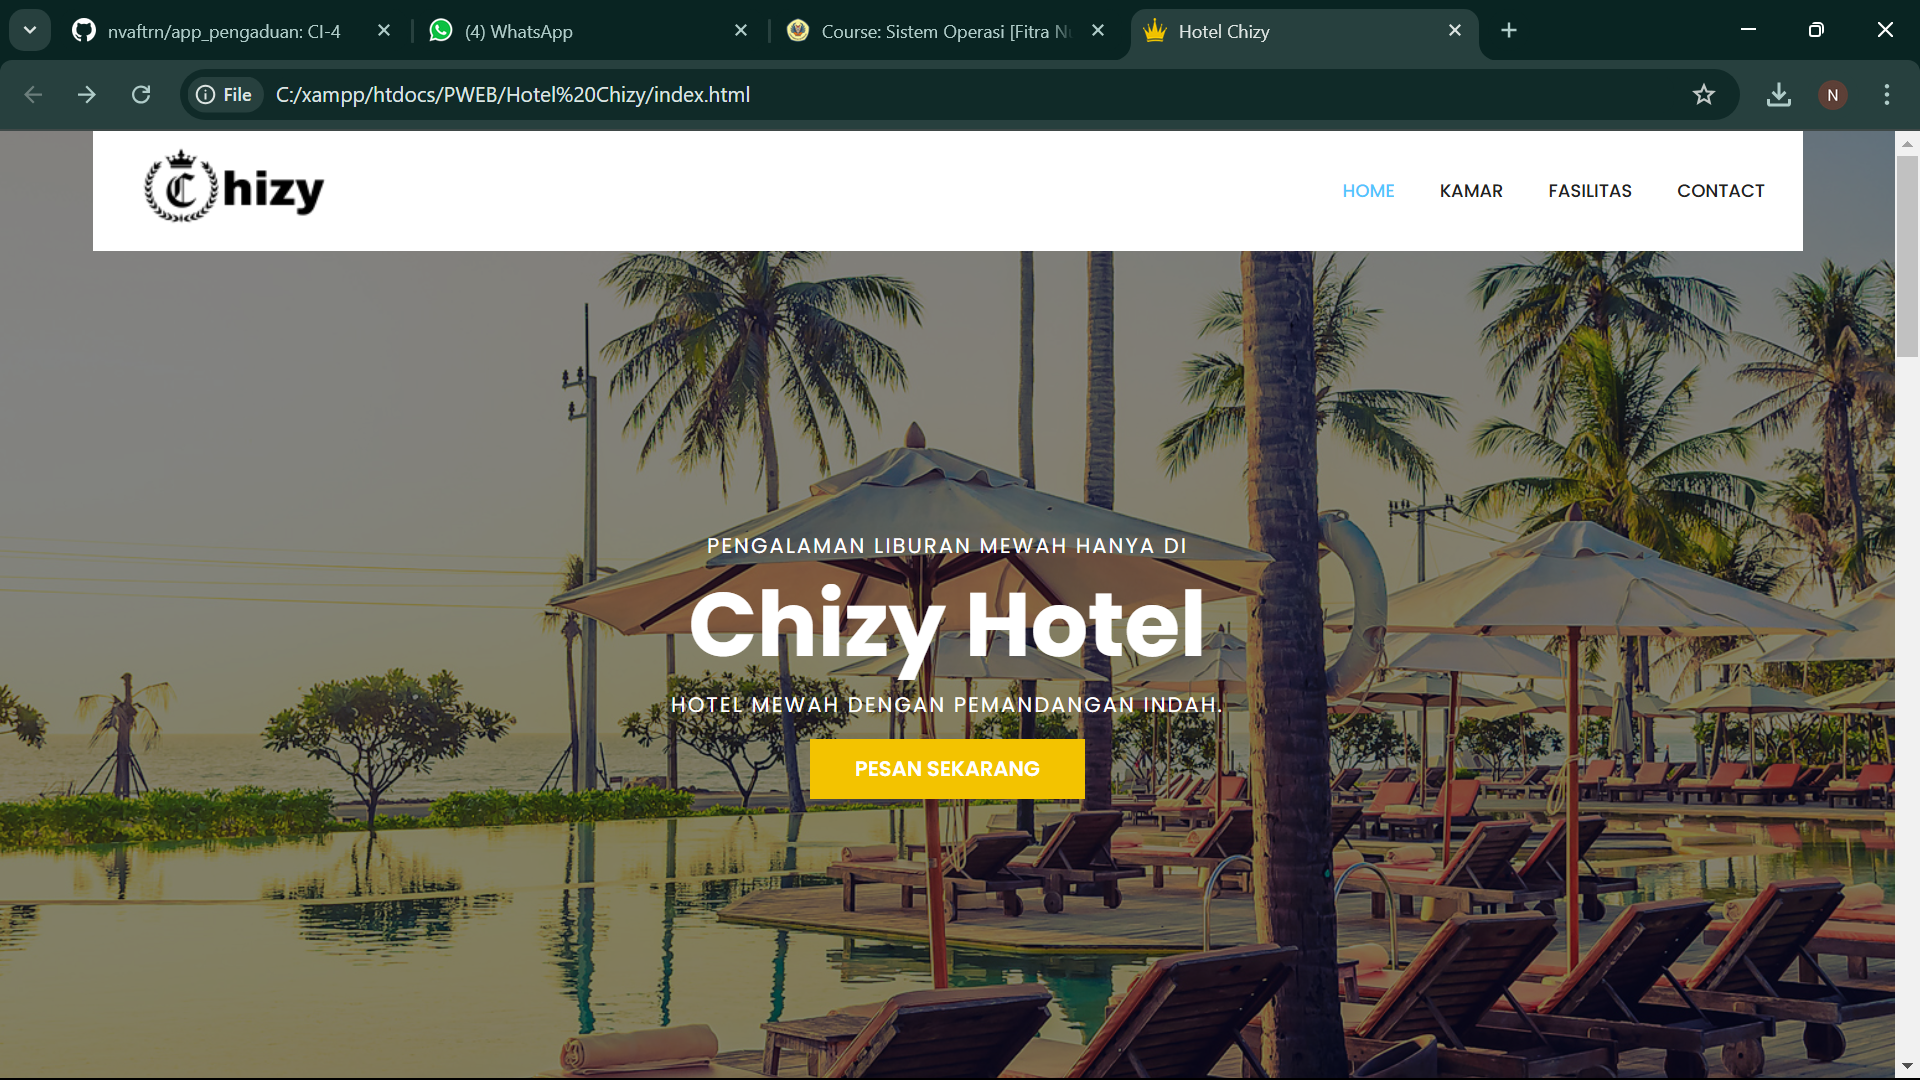 nvaftrn/app_pengaduan: CI-4
(4) WhatsApp
Course: Sistem Operasi [Fitra Nu
Hotel Chizy
File
C:/xampp/htdocs/PWEB/Hotel%20Chizy/index.html
N
Chizy
HOME
KAMAR
FASILITAS
CONTACT
PENGALAMAN LIBURAN MEWAH HANYA DI
Chizy Hotel
HOTEL MEWAH DENGAN PEMANDANGAN INDAH.
PESAN SEKARANG